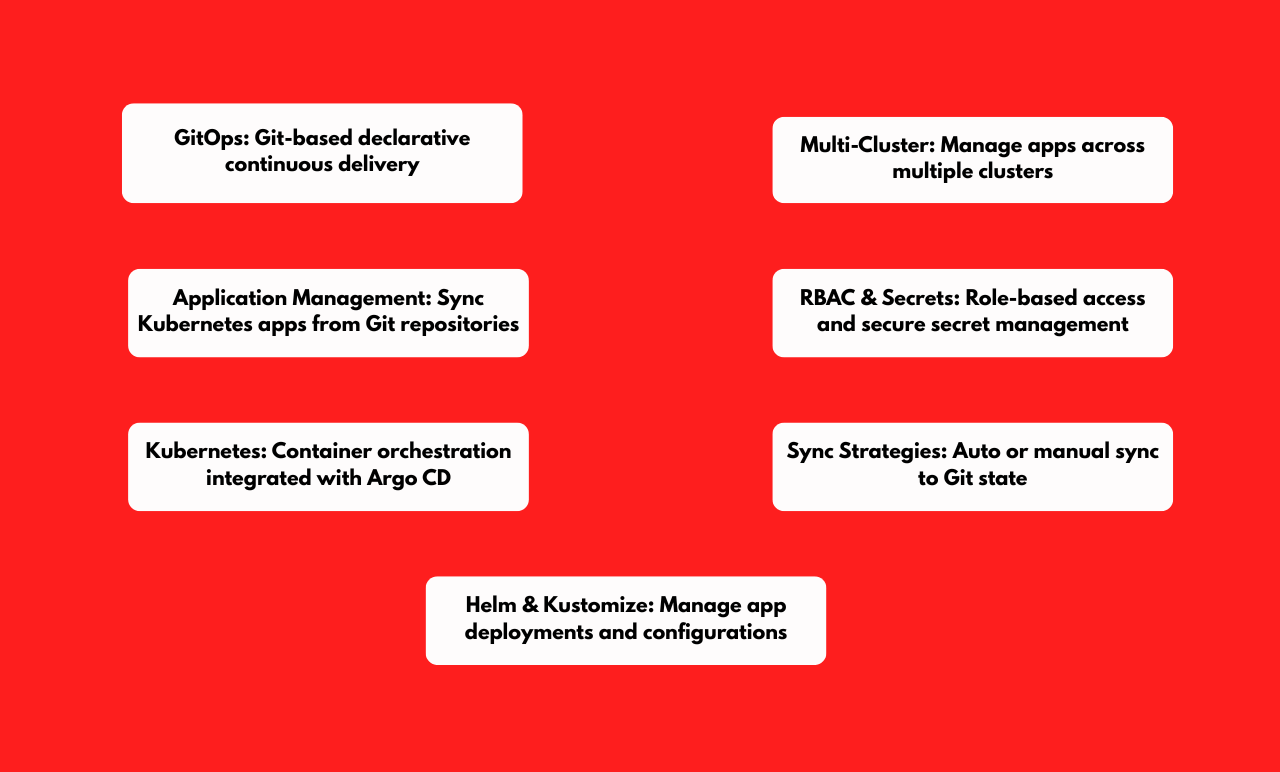 GitOps: Git-based declarative
continuous delivery
Multi-Cluster: Manage apps across
multiple clusters
Application Management: Sync
Kubernetes apps from Git repositories
RBAC & Secrets: Role-based access
and secure secret management
Kubernetes: Container orchestration
integrated with Argo CD
Sync Strategies: Auto or manual sync
to Git state
Helm & Kustomize: Manage app
deployments and configurations